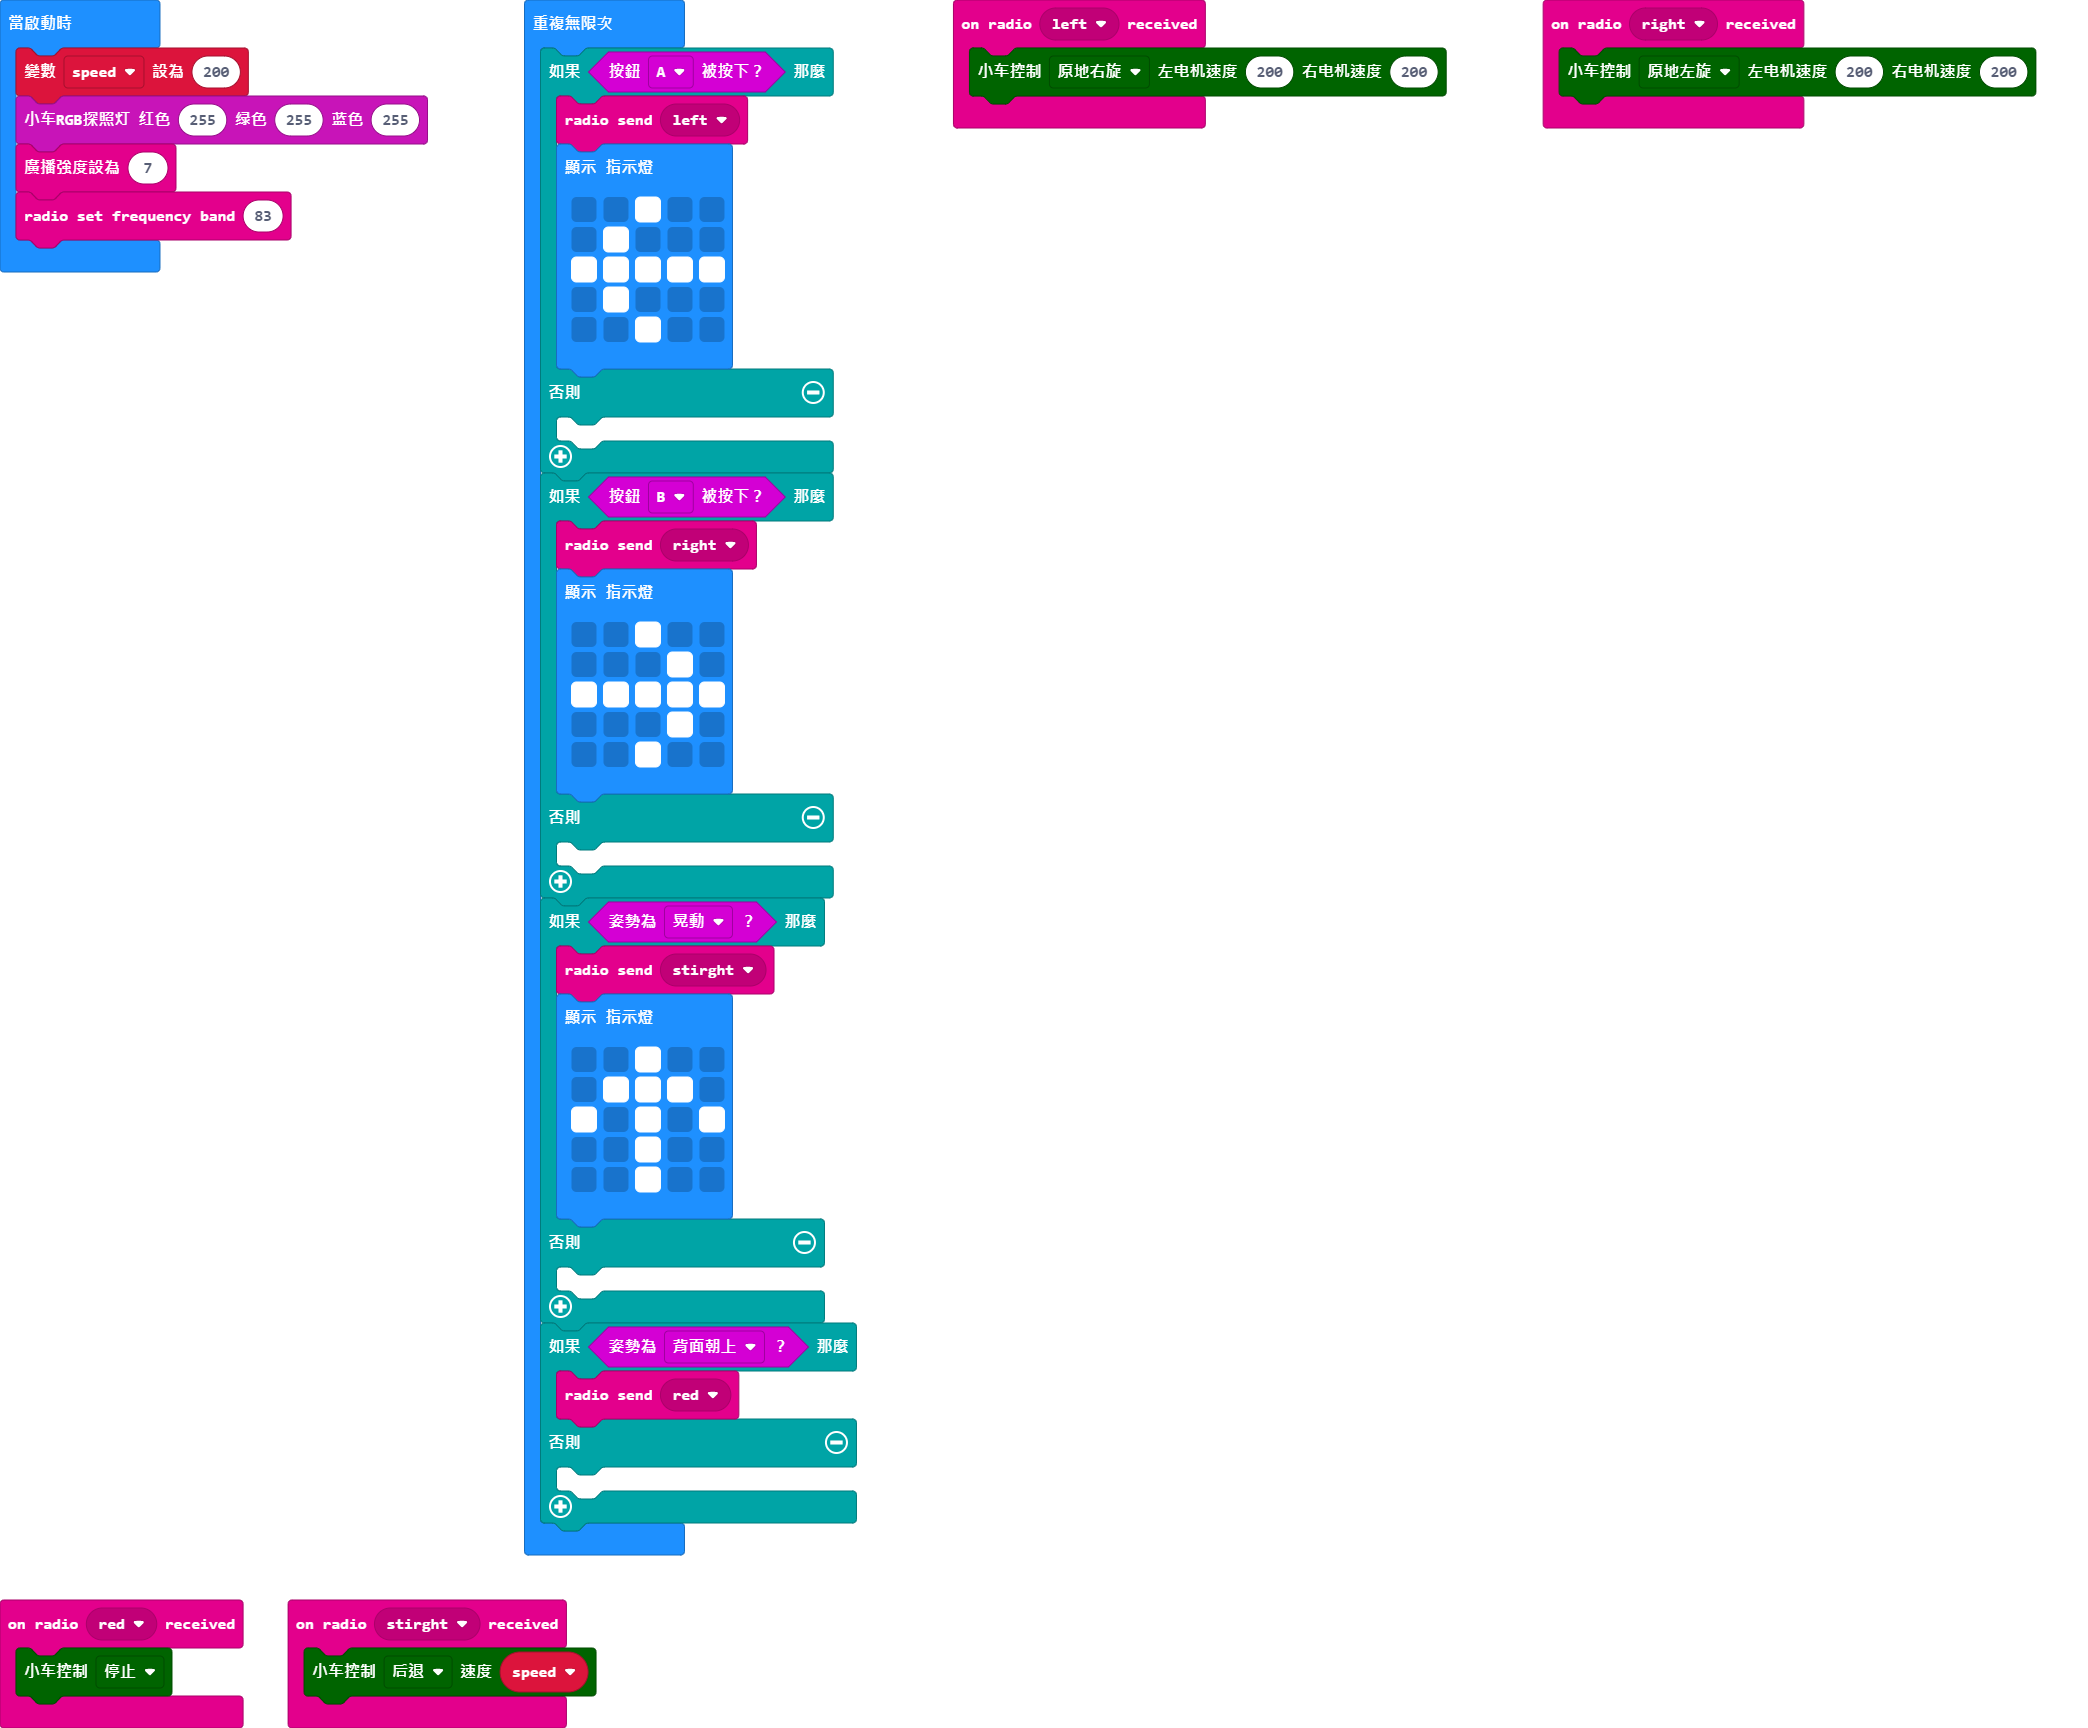 當啟動時
變數 speed 設為 200
小车RGB探照灯 红色 255 绿色 255 蓝色 255
廣播強度設為 7
radio set frequency band 83
重複無限次
如果 按鈕 A 被按下？ 那麼
radio send left
顯示 指示燈
否則
如果 按鈕 B 被按下？ 那麼
radio send right
顯示 指示燈
否則
如果 姿勢為 晃動 ？ 那麼
radio send stirght
顯示 指示燈
否則
如果 姿勢為 背面朝上 ？ 那麼
radio send red
否則
on radio left received
小车控制 原地右旋 左电机速度 200 右电机速度 200
on radio right received
小车控制 原地左旋 左电机速度 200 右电机速度 200
on radio red received
小车控制 停止
on radio stirght received
小车控制 后退 速度 speed